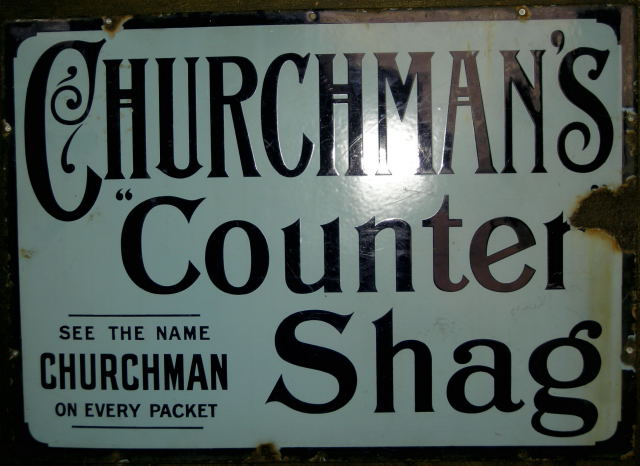 CHURCHMAN'S
"Counter"
Shag
SEE THE NAME
CHURCHMAN
ON EVERY PACKET